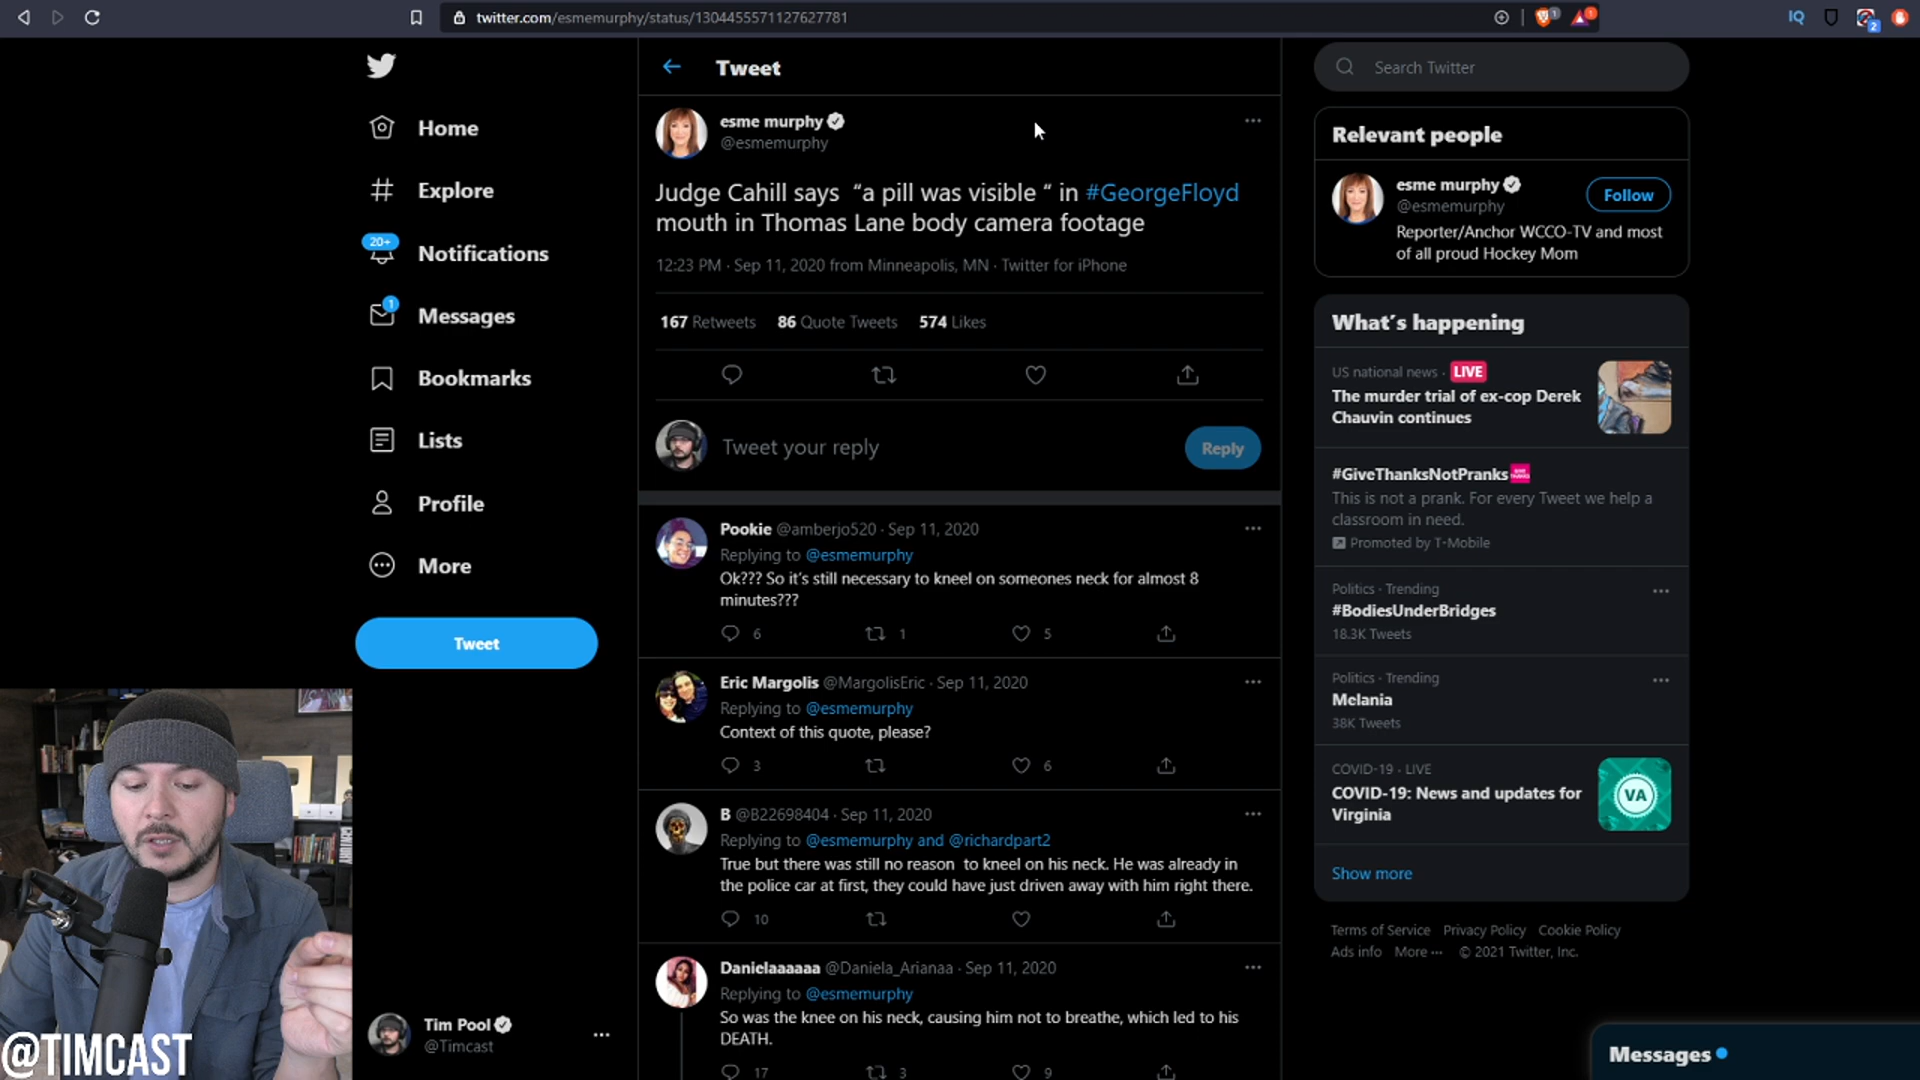 twitter.com/esmemurphy/status/1304455571127627781
1
1
IQ
2
Home
Explore
20+
Notifications
1
Messages
Bookmarks
Lists
Profile
More
Tweet
Tim Pool
@Timcast
@TIMCAST
Tweet
esme murphy
@esmemurphy
Judge Cahill says “a pill was visible “ in #GeorgeFloyd
mouth in Thomas Lane body camera footage
12:23 PM · Sep 11, 2020 from Minneapolis, MN · Twitter for iPhone
167 Retweets 86 Quote Tweets 574 Likes
Tweet your reply
Reply
Pookie @amberjo520 · Sep 11, 2020
Replying to @esmemurphy
Ok??? So it's still necessary to kneel on someones neck for almost 8
minutes???
6 1 5
Eric Margolis @MargolisEric · Sep 11, 2020
Replying to @esmemurphy
Context of this quote, please?
3 6
B @B22698404 · Sep 11, 2020
Replying to @esmemurphy and @richardpart2
True but there was still no reason to kneel on his neck. He was already in
the police car at first, they could have just driven away with him right there.
10
Danielaaaaaa @Daniela_Arianaa · Sep 11, 2020
Replying to @esmemurphy
So was the knee on his neck, causing him not to breathe, which led to his
DEATH.
17 3 9
Search Twitter
Relevant people
esme murphy
@esmemurphy
Follow
Reporter/Anchor WCCO-TV and most
of all proud Hockey Mom
What's happening
US national news · LIVE
The murder trial of ex-cop Derek
Chauvin continues
#GiveThanksNotPranks
This is not a prank. For every Tweet we help a
classroom in need.
Promoted by T-Mobile
Politics · Trending
#BodiesUnderBridges
18.3K Tweets
Politics · Trending
Melania
38K Tweets
COVID-19 · LIVE
COVID-19: News and updates for
Virginia
VA
Show more
Terms of Service Privacy Policy Cookie Policy
Ads info More ··· © 2021 Twitter, Inc.
Messages